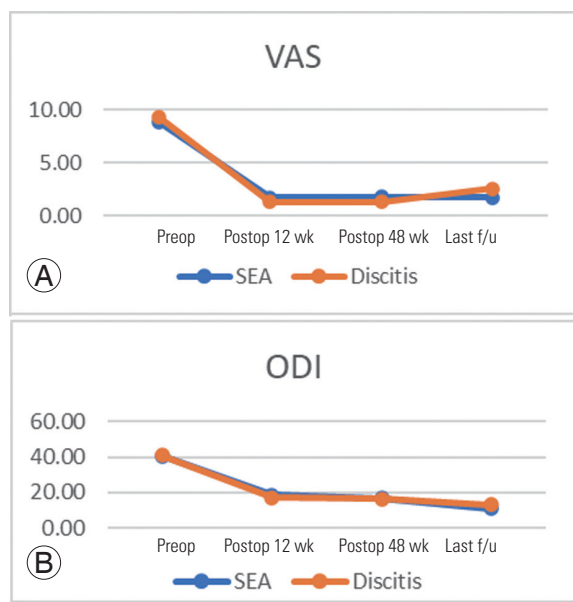 VAS
10.00
5.00
0.00
Preop Postop 12 wk Postop 48 wk Last f/u
A
SEA Discitis
ODI
60.00
40.00
20.00
0.00
Preop Postop 12 wk Postop 48 wk Last f/u
B
SEA Discitis